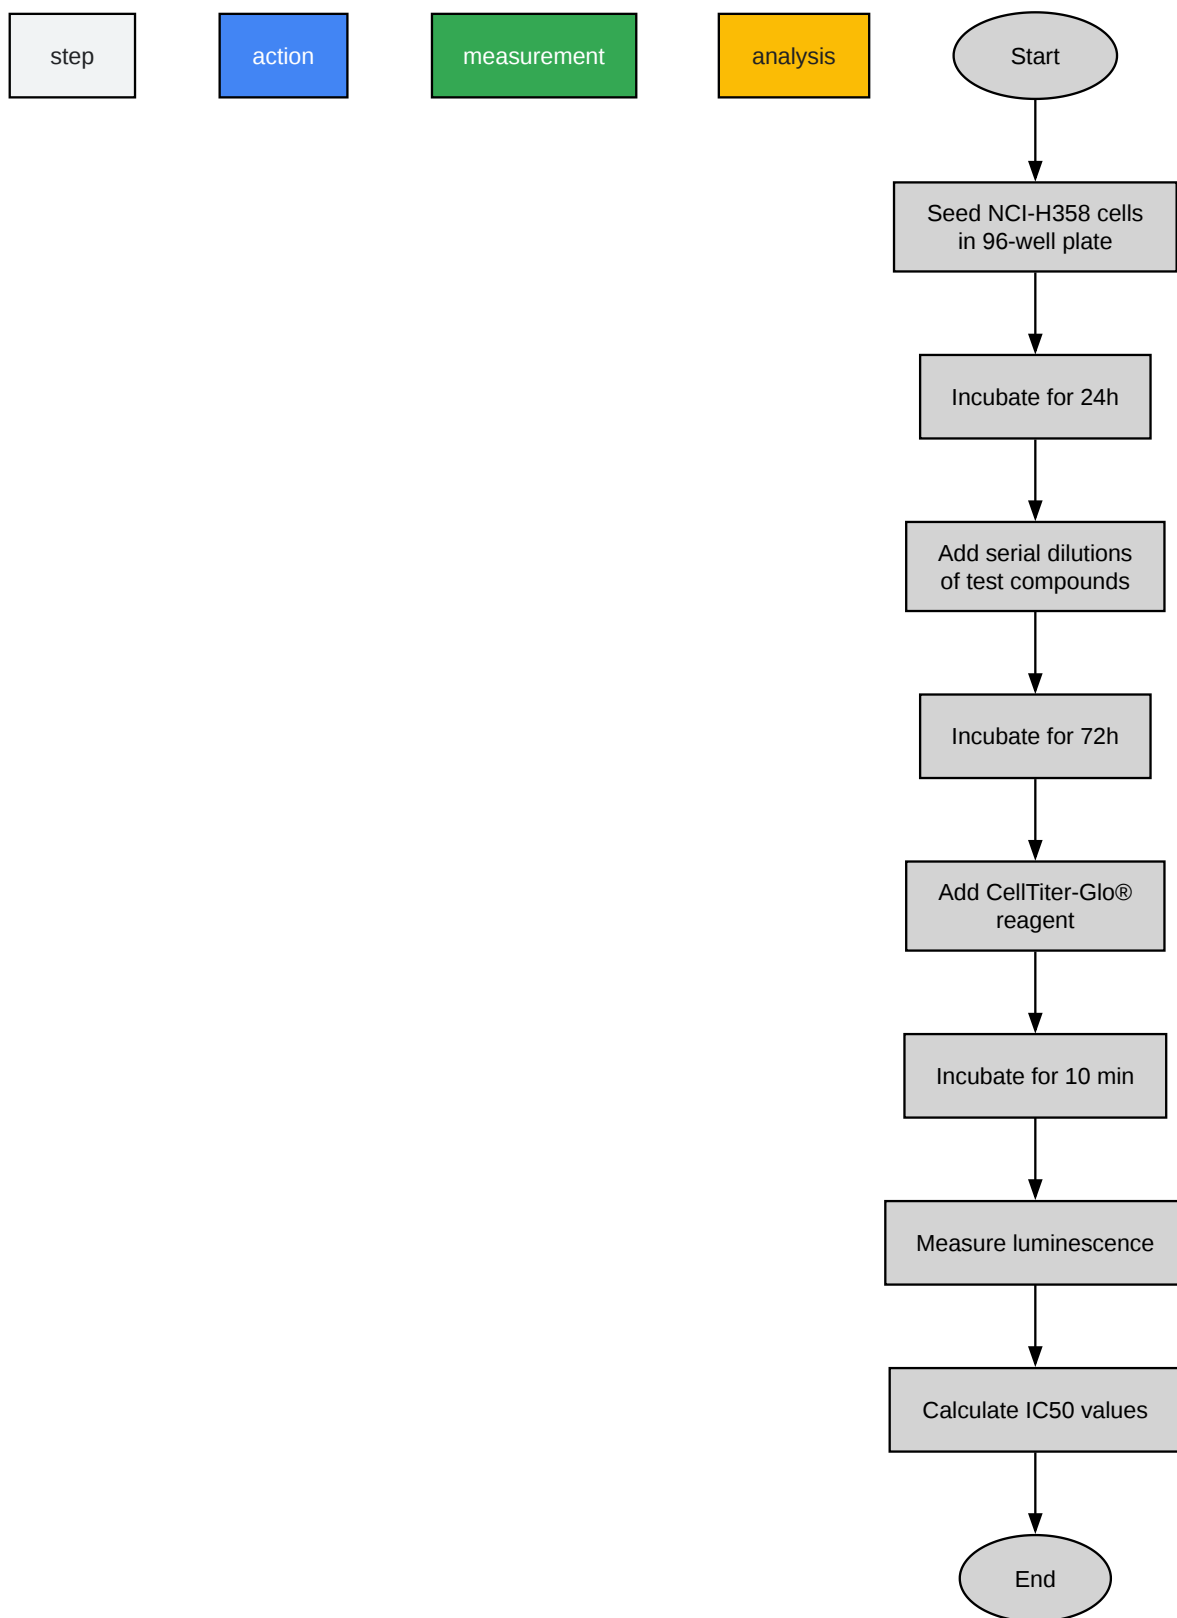 step
action
measurement
analysis
Start
Seed NCI-H358 cells
in 96-well plate
Incubate for 24h
Add serial dilutions
of test compounds
Incubate for 72h
Add CellTiter-Glo®
reagent
Incubate for 10 min
Measure luminescence
Calculate IC50 values
End